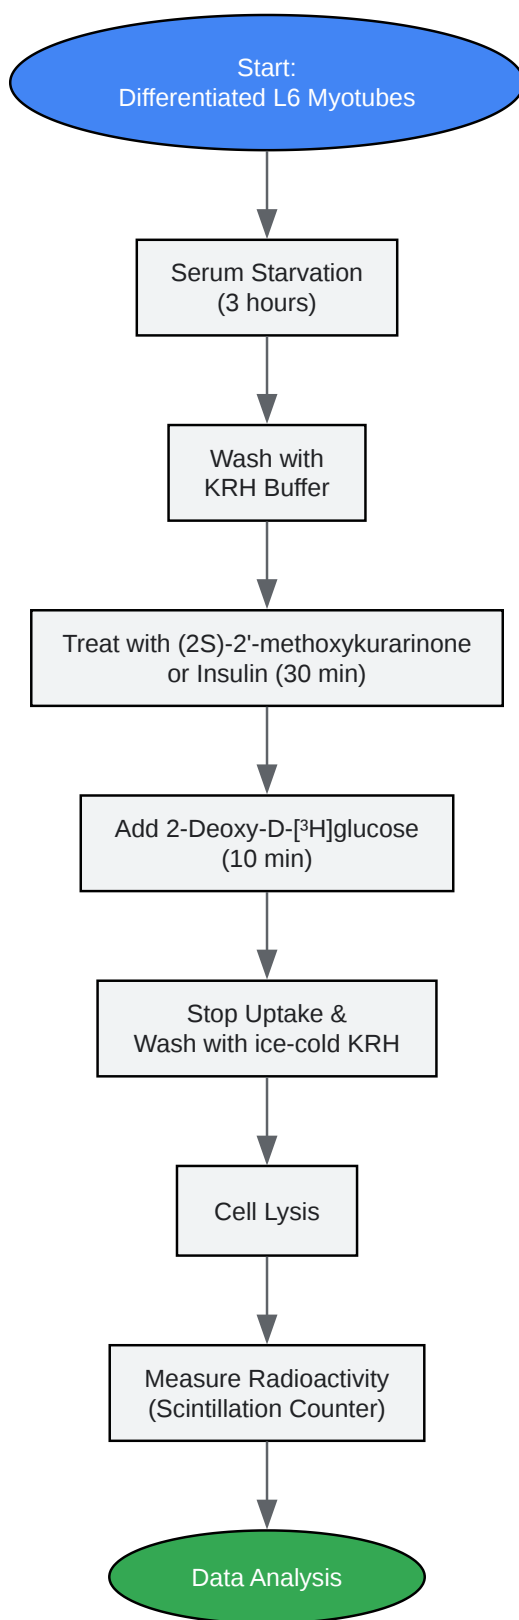 Start:
Differentiated L6 Myotubes
Serum Starvation
(3 hours)
Wash with
KRH Buffer
Treat with (2S)-2'-methoxykurarinone
or Insulin (30 min)
Add 2-Deoxy-D-[³H]glucose
(10 min)
Stop Uptake &
Wash with ice-cold KRH
Cell Lysis
Measure Radioactivity
(Scintillation Counter)
Data Analysis